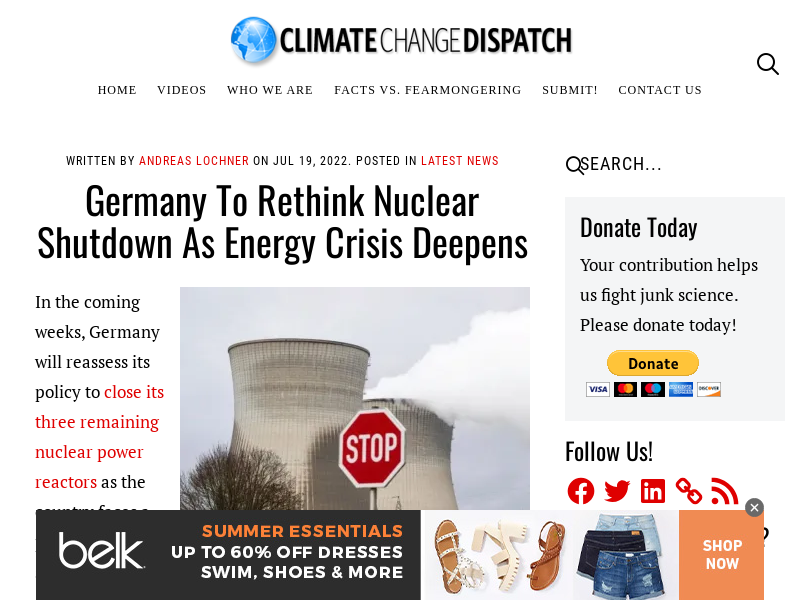 CLIMATE CHANGE DISPATCH
HOME VIDEOS WHO WE ARE FACTS VS. FEARMONGERING SUBMIT! CONTACT US
WRITTEN BY ANDREAS LOCHNER ON JUL 19, 2022. POSTED IN LATEST NEWS
Germany To Rethink Nuclear
Shutdown As Energy Crisis Deepens
In the coming
weeks, Germany
will reassess its
policy to close its
three remaining
nuclear power
reactors as the
STOP
SEARCH...
Donate Today
Your contribution helps
us fight junk science.
Please donate today!
Donate
VISA
DISCOVER
Follow Us!
belk
SUMMER ESSENTIALS
UP TO 60% OFF DRESSES
SWIM, SHOES & MORE
SHOP
NOW